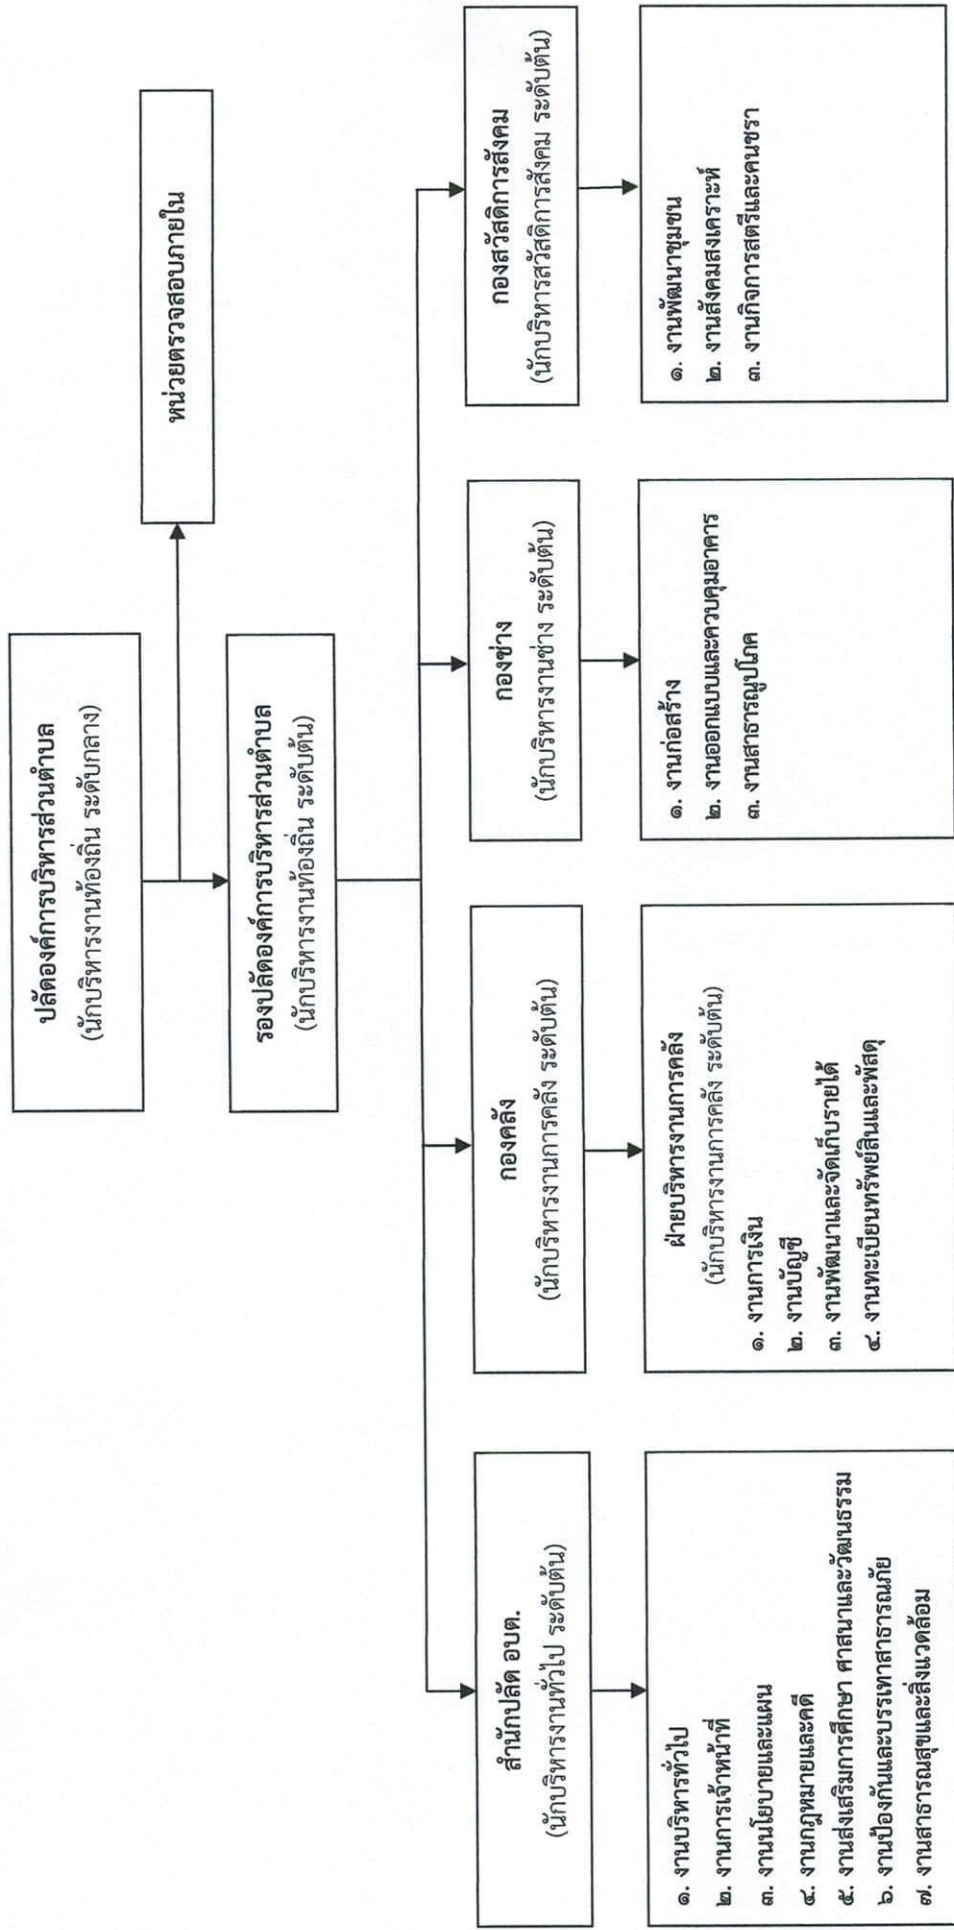 ปลัดองค์การบริหารส่วนตำบล
(นักบริหารงานท้องถิ่น ระดับกลาง)
หน่วยตรวจสอบภายใน
รองปลัดองค์การบริหารส่วนตำบล
(นักบริหารงานท้องถิ่น ระดับต้น)
สำนักปลัด อบต.
(นักบริหารงานทั่วไป ระดับต้น)
๑. งานบริหารทั่วไป
๒. งานการเจ้าหน้าที่
๓. งานนโยบายและแผน
๔. งานกฎหมายและคดี
๕. งานส่งเสริมการศึกษา ศาสนาและวัฒนธรรม
๖. งานป้องกันและบรรเทาสาธารณภัย
๗. งานสาธารณสุขและสิ่งแวดล้อม
กองคลัง
(นักบริหารงานการคลัง ระดับต้น)
ฝ่ายบริหารงานการคลัง
(นักบริหารงานการคลัง ระดับต้น)
๑. งานการเงิน
๒. งานบัญชี
๓. งานพัฒนาและจัดเก็บรายได้
๔. งานทะเบียนทรัพย์สินและพัสดุ
กองช่าง
(นักบริหารงานช่าง ระดับต้น)
๑. งานก่อสร้าง
๒. งานออกแบบและควบคุมอาคาร
๓. งานสาธารณูปโภค
กองสวัสดิการสังคม
(นักบริหารสวัสดิการสังคม ระดับต้น)
๑. งานพัฒนาชุมชน
๒. งานสังคมสงเคราะห์
๓. งานกิจการสตรีและคนชรา